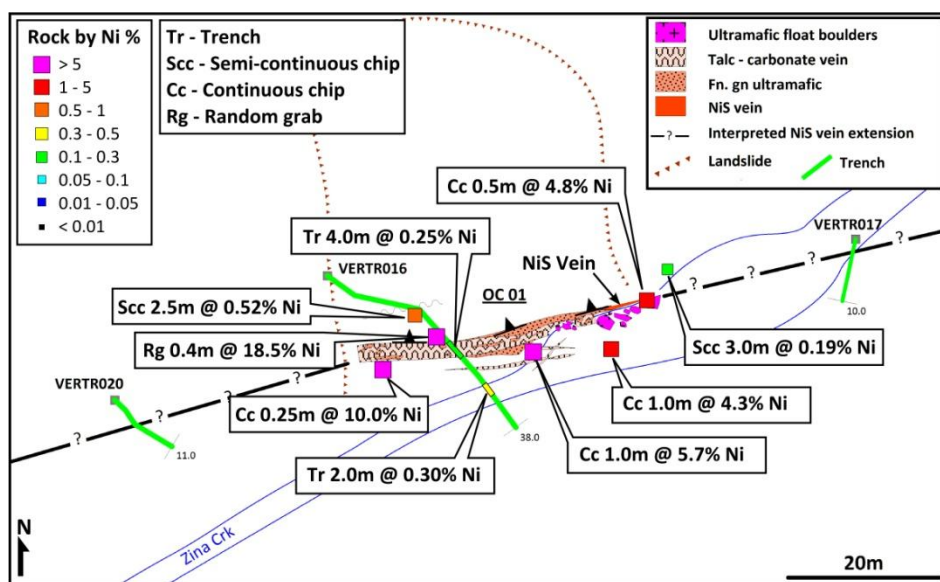 Rock by Ni %
> 5
1 - 5
0.5 - 1
0.3 - 0.5
0.1 - 0.3
0.05 - 0.1
0.01 - 0.05
< 0.01
Tr - Trench
Scc - Semi-continuous chip
Cc - Continuous chip
Rg - Random grab
Ultramafic float boulders
Talc - carbonate vein
Fn. gn ultramafic
NiS vein
? Interpreted NiS vein extension
Landslide
Trench
Cc 0.5m @ 4.8% Ni
VERTR017
Tr 4.0m @ 0.25% Ni
? ? ? ?
NiS Vein
VERTR016
OC 01
Scc 2.5m @ 0.52% Ni
10.0
Rg 0.4m @ 18.5% Ni
Scc 3.0m @ 0.19% Ni
VERTR020
? ? ? ?
Cc 0.25m @ 10.0% Ni
Cc 1.0m @ 4.3% Ni
38.0
11.0
Cc 1.0m @ 5.7% Ni
Tr 2.0m @ 0.30% Ni
Zina Crk
N
20m